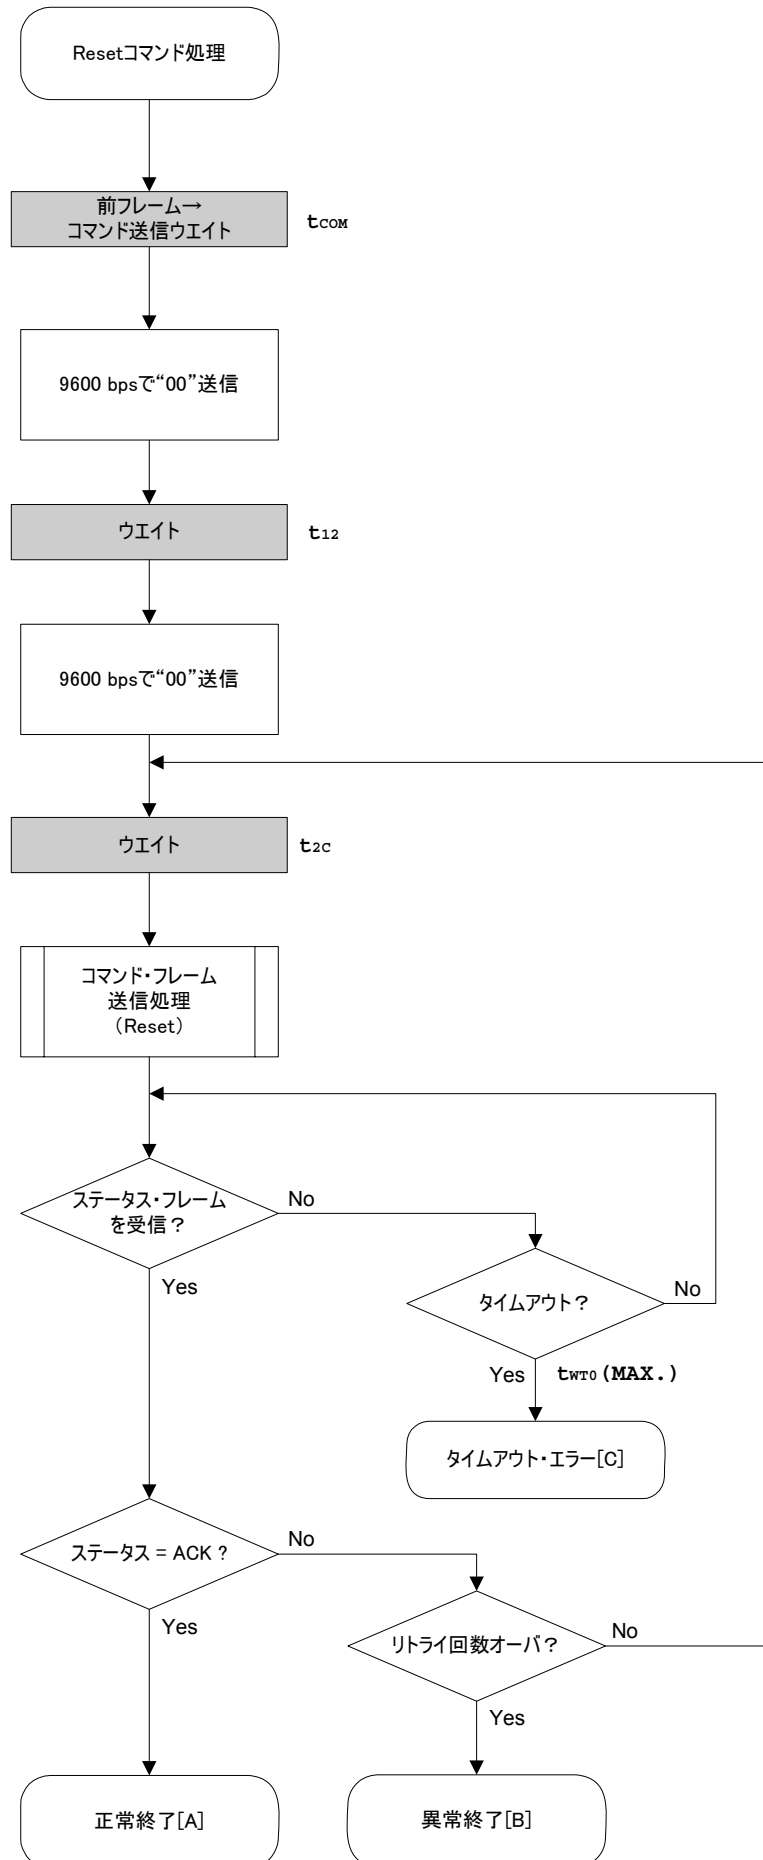 Resetコマンド処理
前フレーム→
コマンド送信ウエイト
tCOM
9600 bpsで“00”送信
ウエイト
t12
9600 bpsで“00”送信
ウエイト
t2C
コマンド・フレーム
送信処理
（Reset）
ステータス・フレーム
を受信？
No
Yes
タイムアウト？
No
Yes
tWT0(MAX.)
タイムアウト・エラー[C]
ステータス = ACK ?
No
Yes
リトライ回数オーバ？
No
Yes
正常終了[A]
異常終了[B]